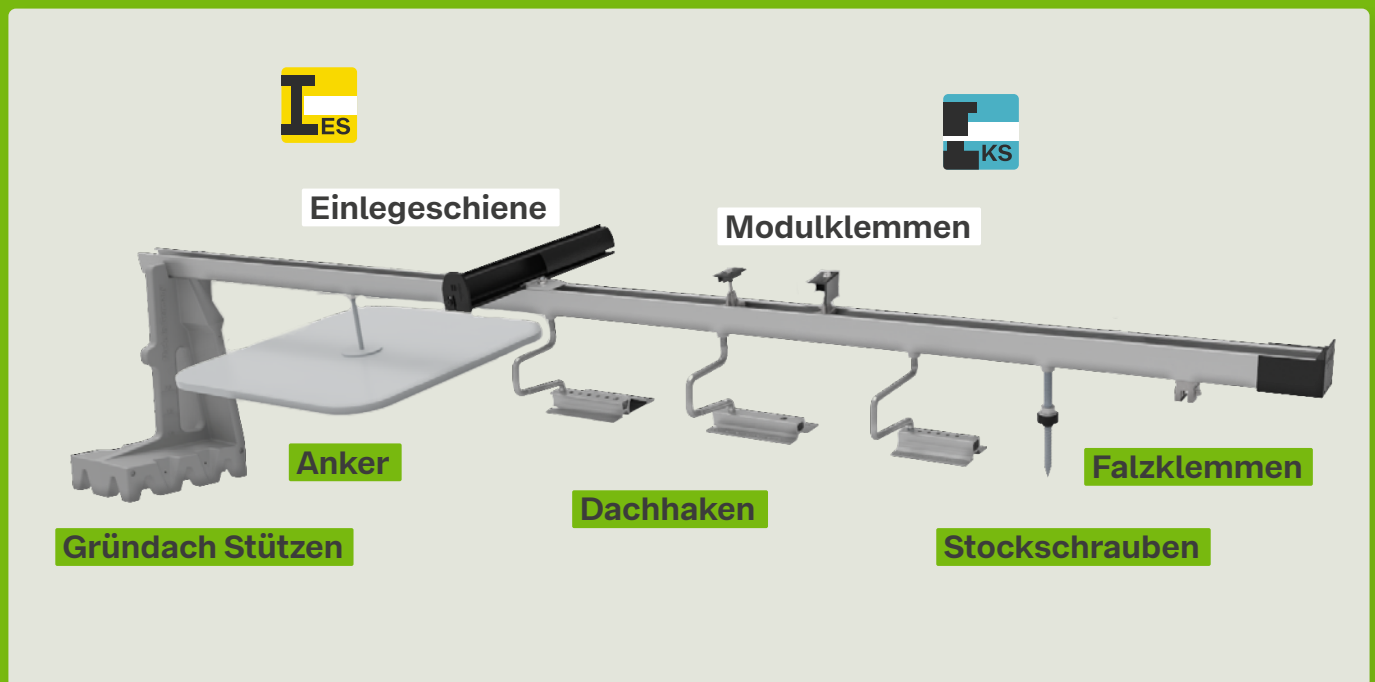 ES
KS
Einlegeschiene
Modulklemmen
Anker
Falzklemmen
Dachhaken
Gründach Stützen
Stockschrauben